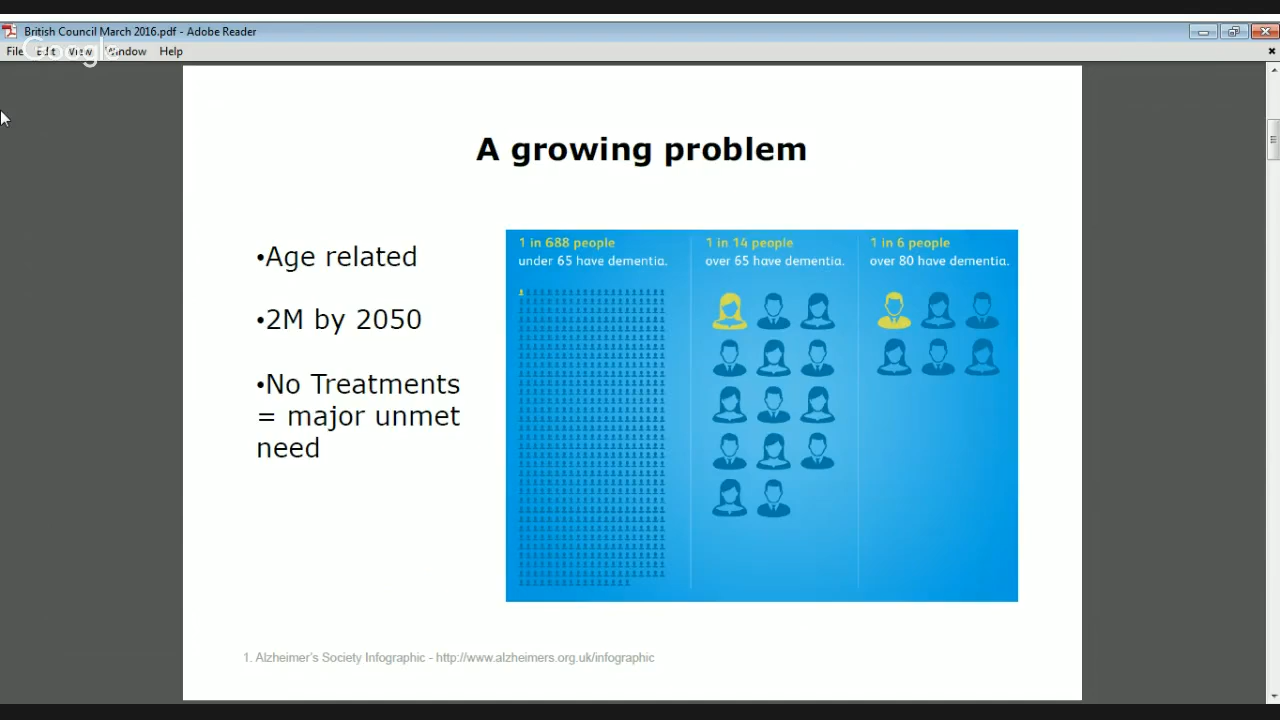 British Council March 2016.pdf - Adobe Reader
File Edit View Window Help
Google
A growing problem
•Age related
•2M by 2050
•No Treatments
= major unmet
need
1 in 688 people
under 65 have dementia.
1 in 14 people
over 65 have dementia.
1 in 6 people
over 80 have dementia.
1. Alzheimer's Society Infographic - http://www.alzheimers.org.uk/infographic